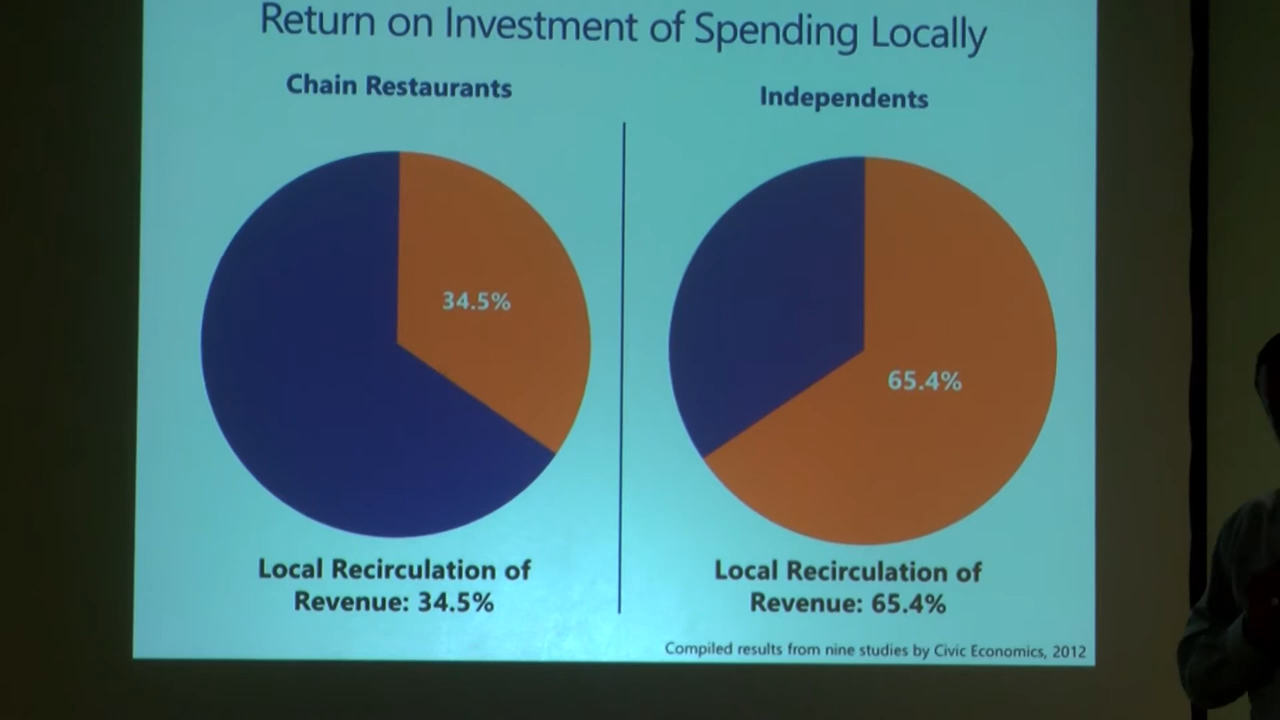 Return on Investment of Spending Locally
Chain Restaurants
Independents
34.5%
65.4%
Local Recirculation of
Revenue: 34.5%
Local Recirculation of
Revenue: 65.4%
Compiled results from nine studies by Civic Economics, 2012